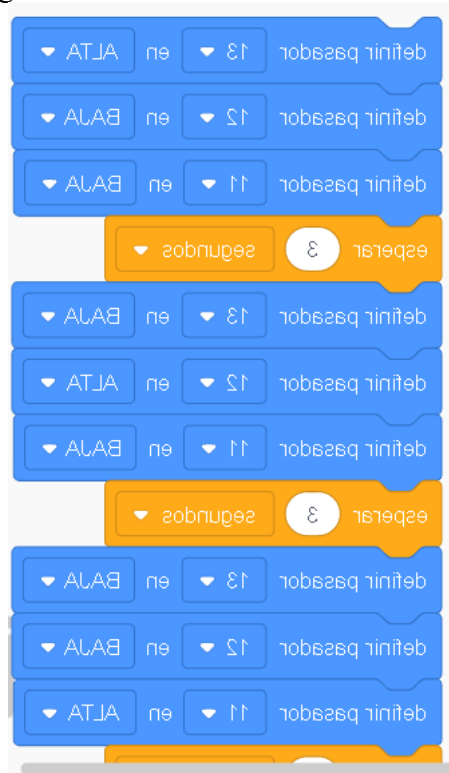 definir pasador 13 en ALTA
definir pasador 12 en BAJA
definir pasador 11 en BAJA
esperar 3 segundos
definir pasador 13 en BAJA
definir pasador 12 en ALTA
definir pasador 11 en BAJA
esperar 3 segundos
definir pasador 13 en BAJA
definir pasador 12 en BAJA
definir pasador 11 en ALTA